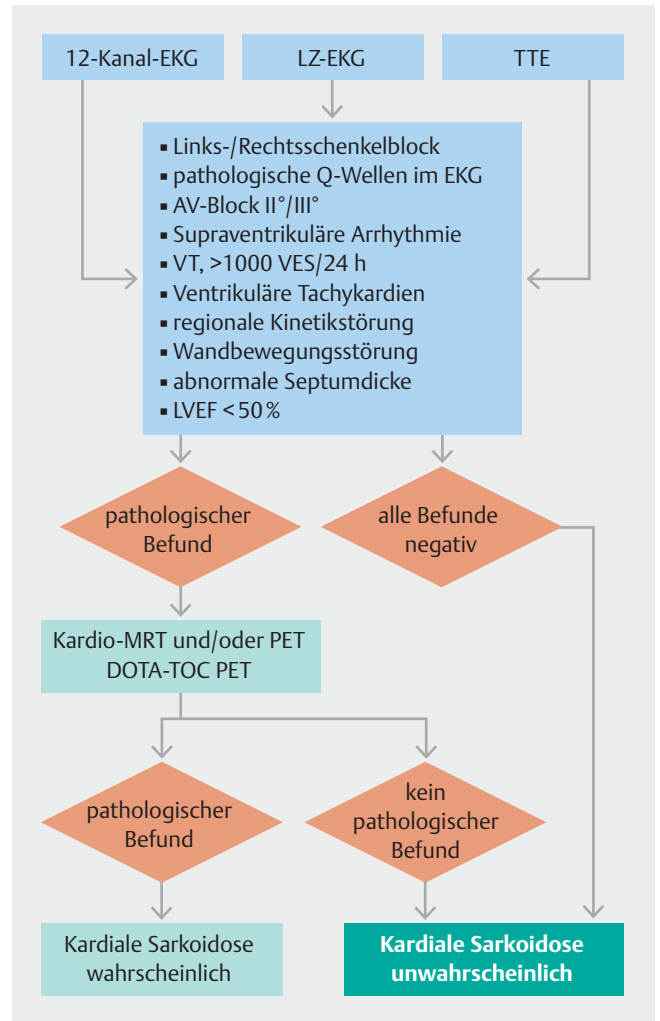 12-Kanal-EKG
LZ-EKG
TTE
▪ Links-/Rechtsschenkelblock
▪ pathologische Q-Wellen im EKG
▪ AV-Block II°/III°
▪ Supraventrikuläre Arrhythmie
▪ VT, >1000 VES/24 h
▪ Ventrikuläre Tachykardien
▪ regionale Kinetikstörung
▪ Wandbewegungsstörung
▪ abnormale Septumdicke
▪ LVEF <50 %
pathologischer
Befund
alle Befunde
negativ
Kardio-MRT und/oder PET
DOTA-TOC PET
pathologischer
Befund
kein
pathologischer
Befund
Kardiale Sarkoidose
wahrscheinlich
Kardiale Sarkoidose
unwahrscheinlich